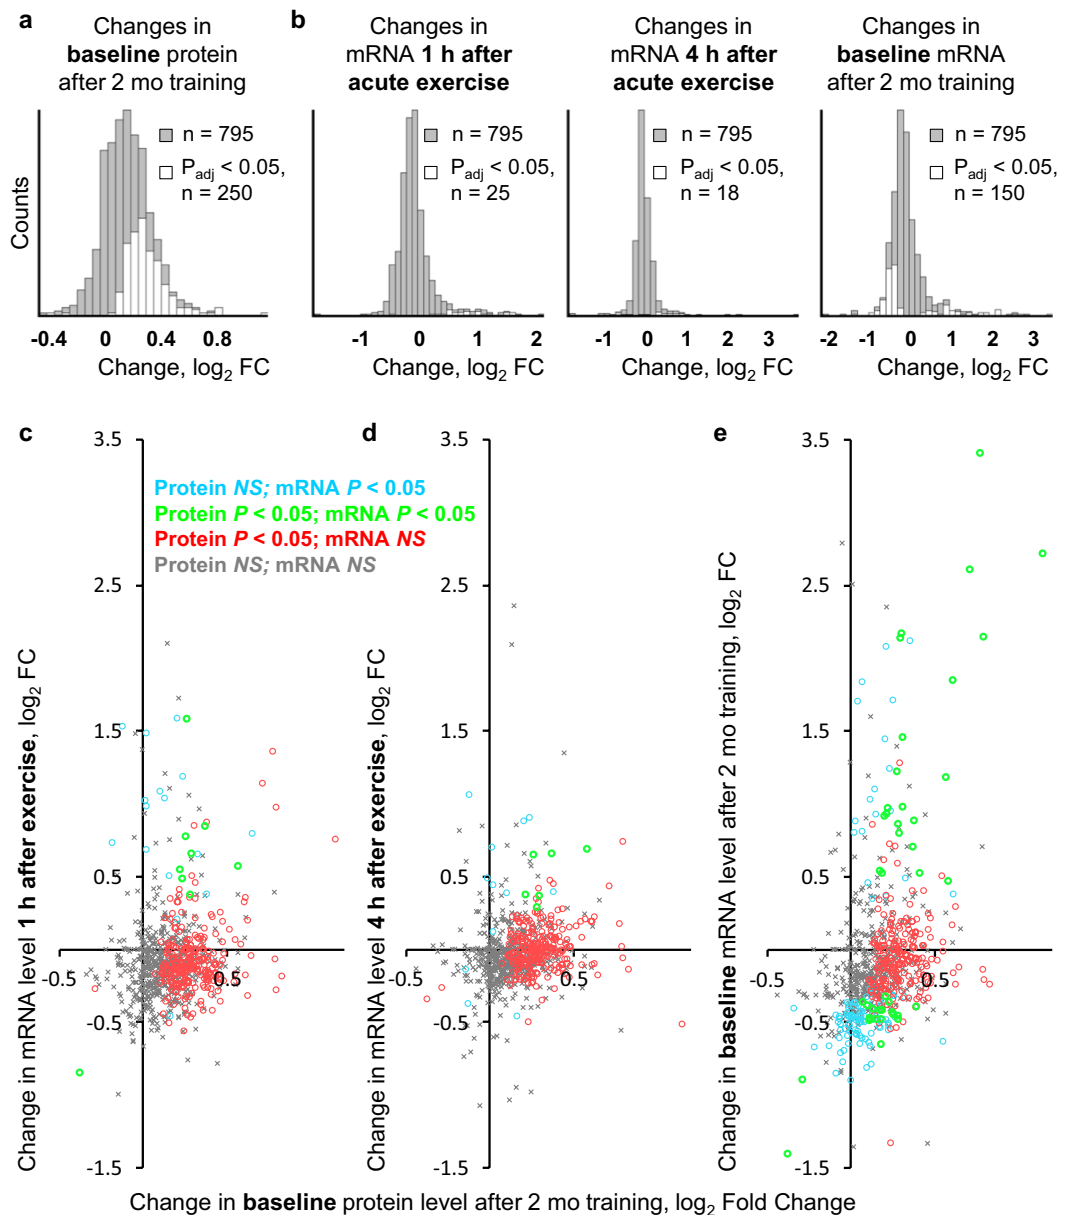 a
Changes in
baseline protein
after 2 mo training
b
Changes in
mRNA 1 h after
acute exercise
Changes in
mRNA 4 h after
acute exercise
Changes in
baseline mRNA
after 2 mo training
Counts
n = 795
Padj < 0.05,
n = 250
n = 795
Padj < 0.05,
n = 25
n = 795
Padj < 0.05,
n = 18
n = 795
Padj < 0.05,
n = 150
-0.4 0 0.4 0.8
-1 0 1 2
-1 0 1 2 3
-2 -1 0 1 2 3
Change, log2 FC
Change, log2 FC
Change, log2 FC
Change, log2 FC
c
Change in mRNA level 1 h after exercise, log2 FC
3.5
2.5
1.5
0.5
-0.5
-1.5
-0.5
0.5
Protein NS; mRNA P < 0.05
Protein P < 0.05; mRNA P < 0.05
Protein P < 0.05; mRNA NS
Protein NS; mRNA NS
d
Change in mRNA level 4 h after exercise, log2 FC
3.5
2.5
1.5
0.5
-0.5
-1.5
-0.5
0.5
e
Change in baseline mRNA level after 2 mo training, log2 FC
3.5
2.5
1.5
0.5
-0.5
-1.5
-0.5
0.5
Change in baseline protein level after 2 mo training, log2 Fold Change